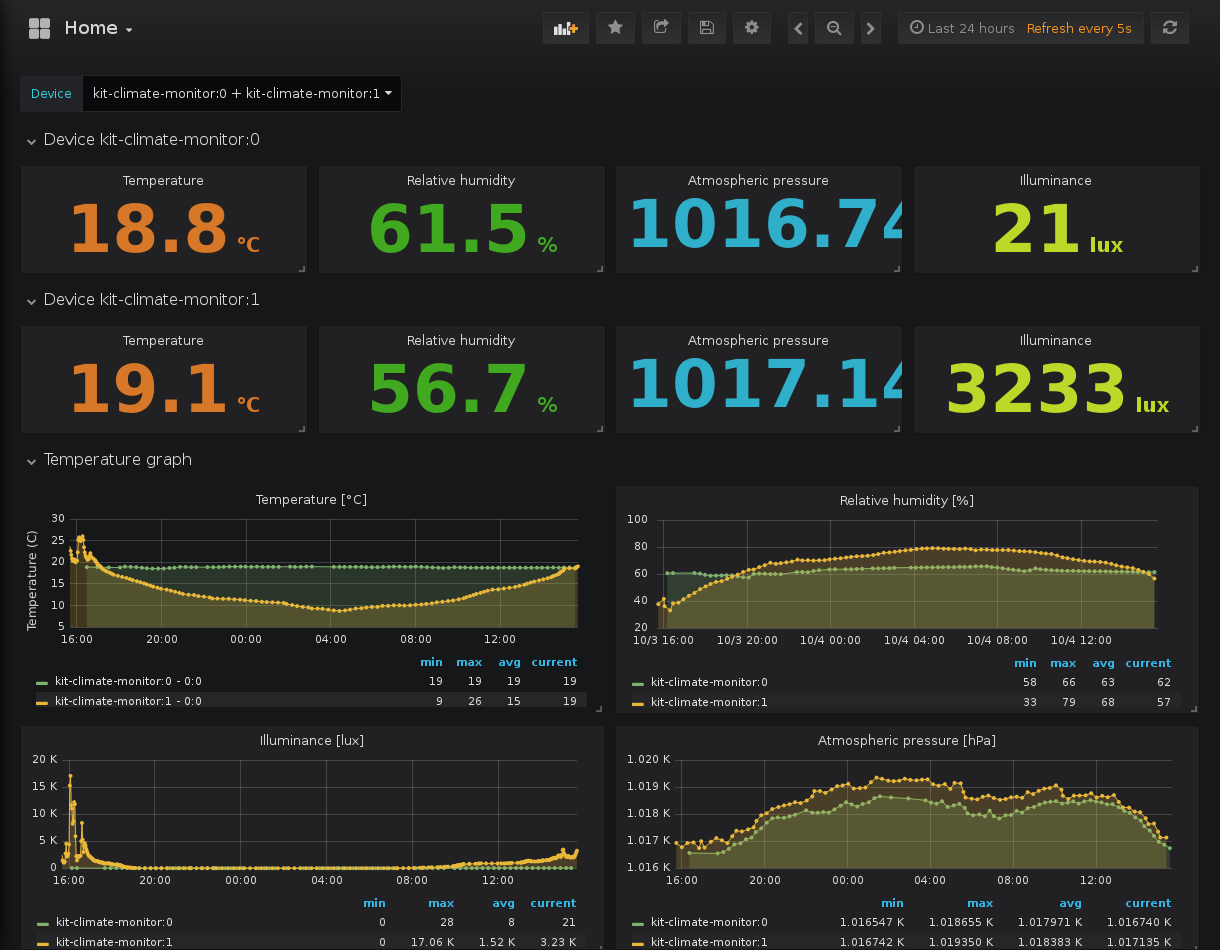 Home
Last 24 hours Refresh every 5s
Device kit-climate-monitor:0 + kit-climate-monitor:1
Device kit-climate-monitor:0
Temperature Relative humidity Atmospheric pressure Illuminance
18.8 °C 61.5 % 1016.74 21 lux
Device kit-climate-monitor:1
Temperature Relative humidity Atmospheric pressure Illuminance
19.1 °C 56.7 % 1017.14 3233 lux
Temperature graph
Temperature [°C]
Temperature (C)
30
25
20
15
10
5
16:00 20:00 00:00 04:00 08:00 12:00
min max avg current
kit-climate-monitor:0 - 0:0 19 19 19 19
kit-climate-monitor:1 - 0:0 9 26 15 19
Relative humidity [%]
100
80
60
40
20
10/3 16:00 10/3 20:00 10/4 00:00 10/4 04:00 10/4 08:00 10/4 12:00
min max avg current
kit-climate-monitor:0 58 66 63 62
kit-climate-monitor:1 33 79 68 57
Illuminance [lux]
20 K
15 K
10 K
5 K
0
16:00 20:00 00:00 04:00 08:00 12:00
min max avg current
kit-climate-monitor:0 0 28 8 21
kit-climate-monitor:1 0 17.06 K 1.52 K 3.23 K
Atmospheric pressure [hPa]
1.020 K
1.019 K
1.018 K
1.017 K
1.016 K
16:00 20:00 00:00 04:00 08:00 12:00
min max avg current
kit-climate-monitor:0 1.016547 K 1.018655 K 1.017971 K 1.016740 K
kit-climate-monitor:1 1.016742 K 1.019350 K 1.018383 K 1.017135 K